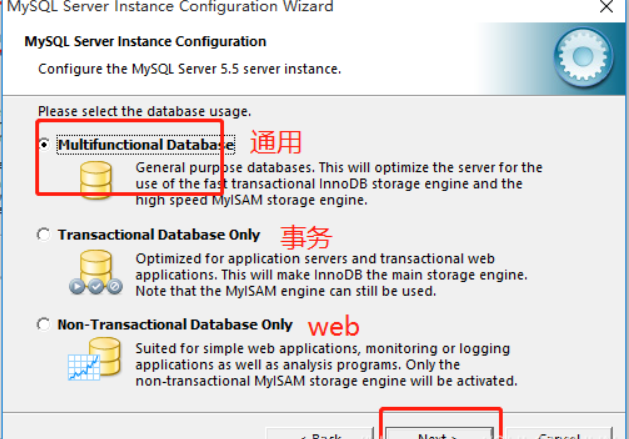 MySQL Server Instance Configuration Wizard
MySQL Server Instance Configuration
Configure the MySQL Server 5.5 server instance.
Please select the database usage.
Multifunctional Database 通用
General purpose databases. This will optimize the server for the
use of the fast transactional InnoDB storage engine and the
high speed MyISAM storage engine.
Transactional Database Only 事务
Optimized for application servers and transactional web
applications. This will make InnoDB the main storage engine.
Note that the MyISAM engine can still be used.
Non-Transactional Database Only web
Suited for simple web applications, monitoring or logging
applications as well as analysis programs. Only the
non-transactional MyISAM storage engine will be activated.
< Back Next > Cancel